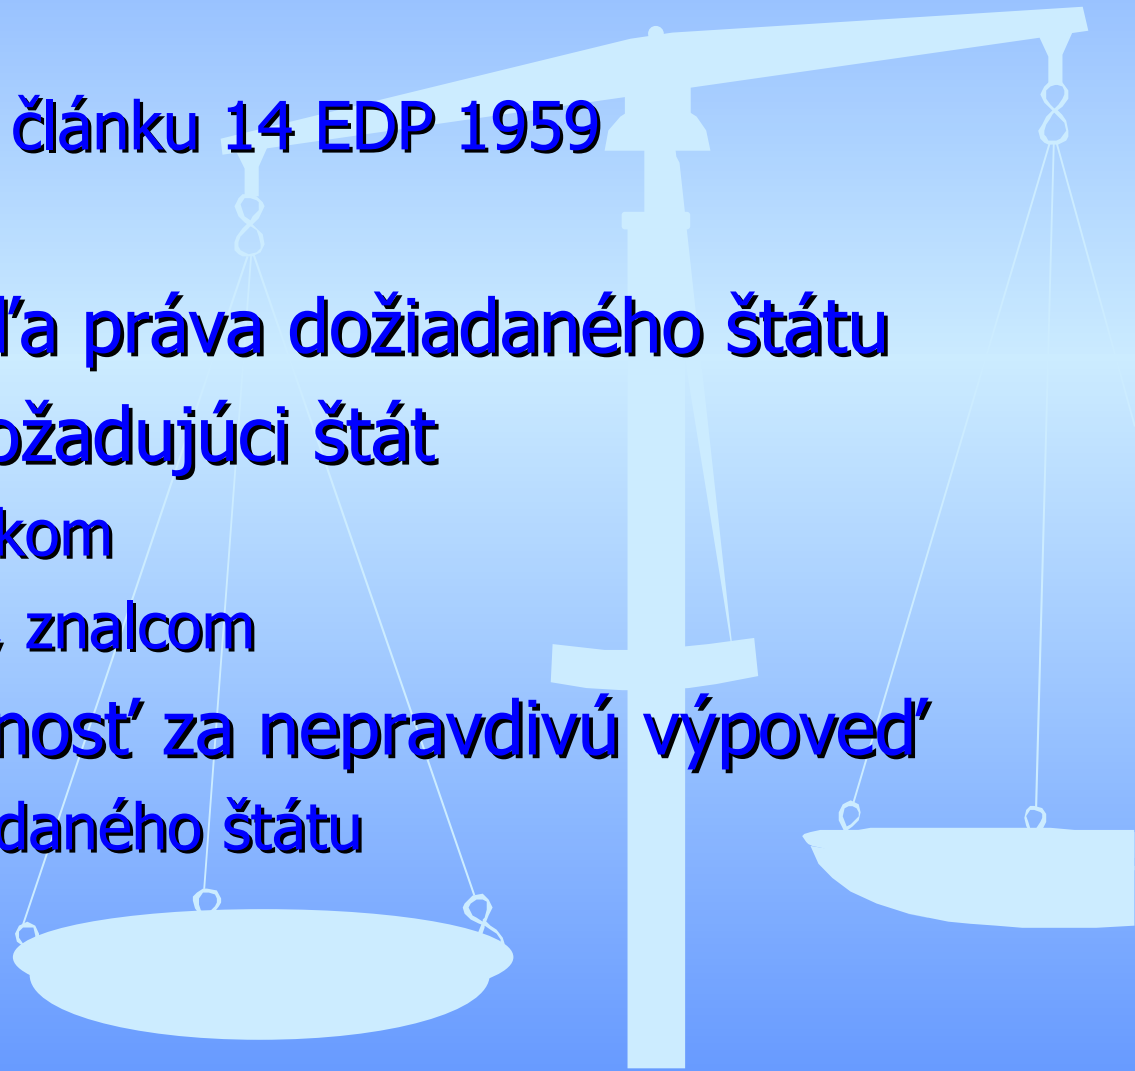 článku 14 EDP 1959
ľa práva dožiadaného štátu
ožadujúci štát
kom
, znalcom
nosť za nepravdivú výpoveď
daného štátu